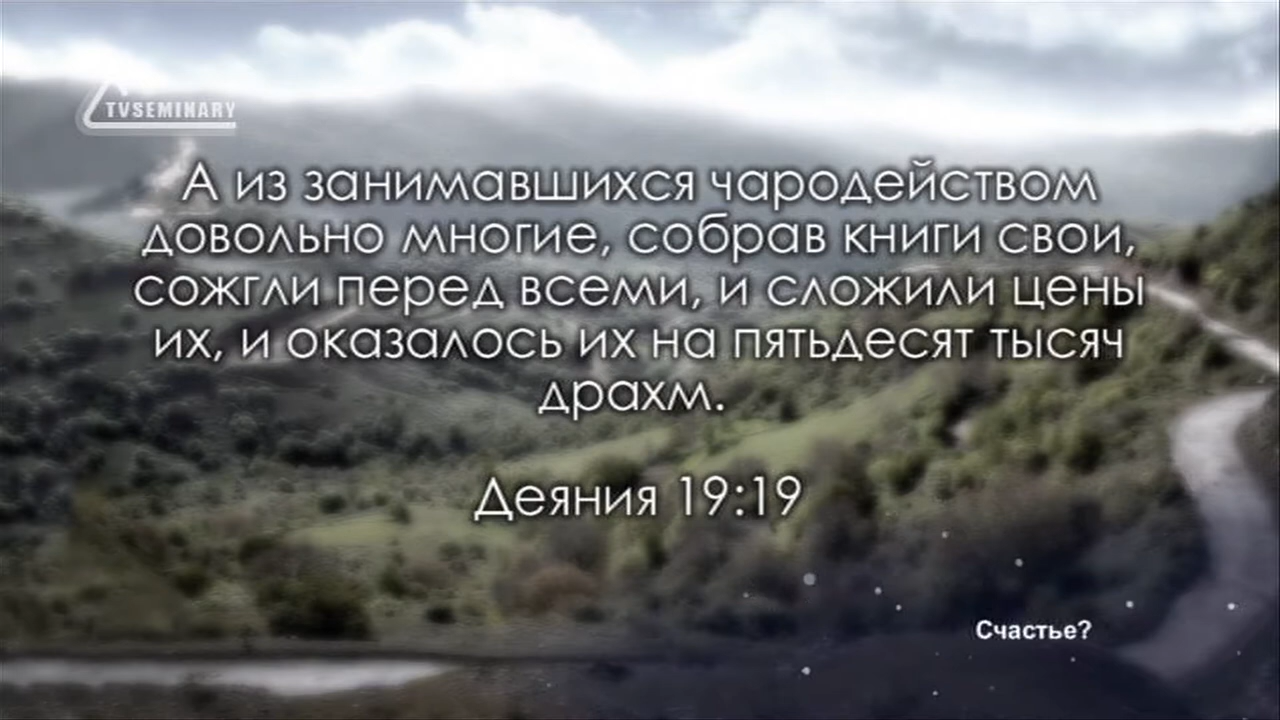 TVSEMINARY
А из занимавшихся чародейством
довольно многие, собрав книги свои,
сожгли перед всеми, и сложили цены
их, и оказалось их на пятьдесят тысяч
драхм.
Деяния 19:19
Счастье?